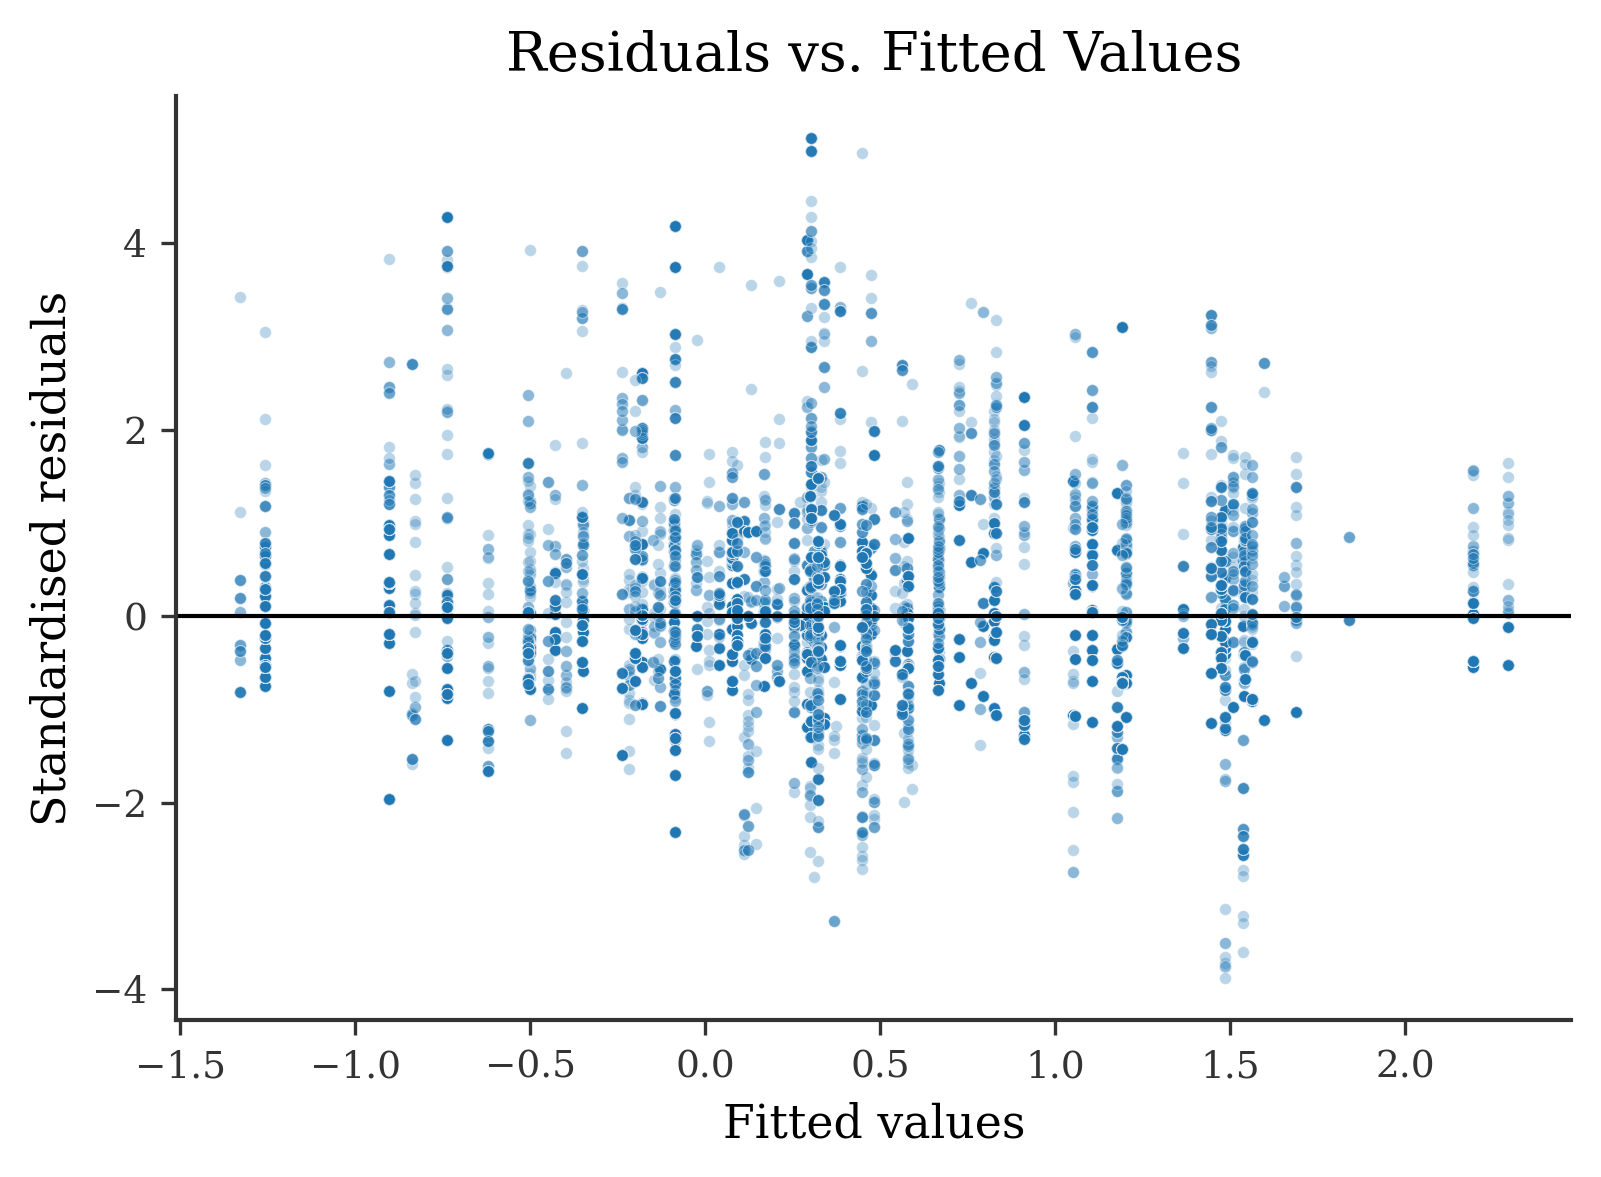 Residuals vs. Fitted Values
Standardised residuals
4
2
0
−2
−4
−1.5 −1.0 −0.5 0.0 0.5 1.0 1.5 2.0
Fitted values